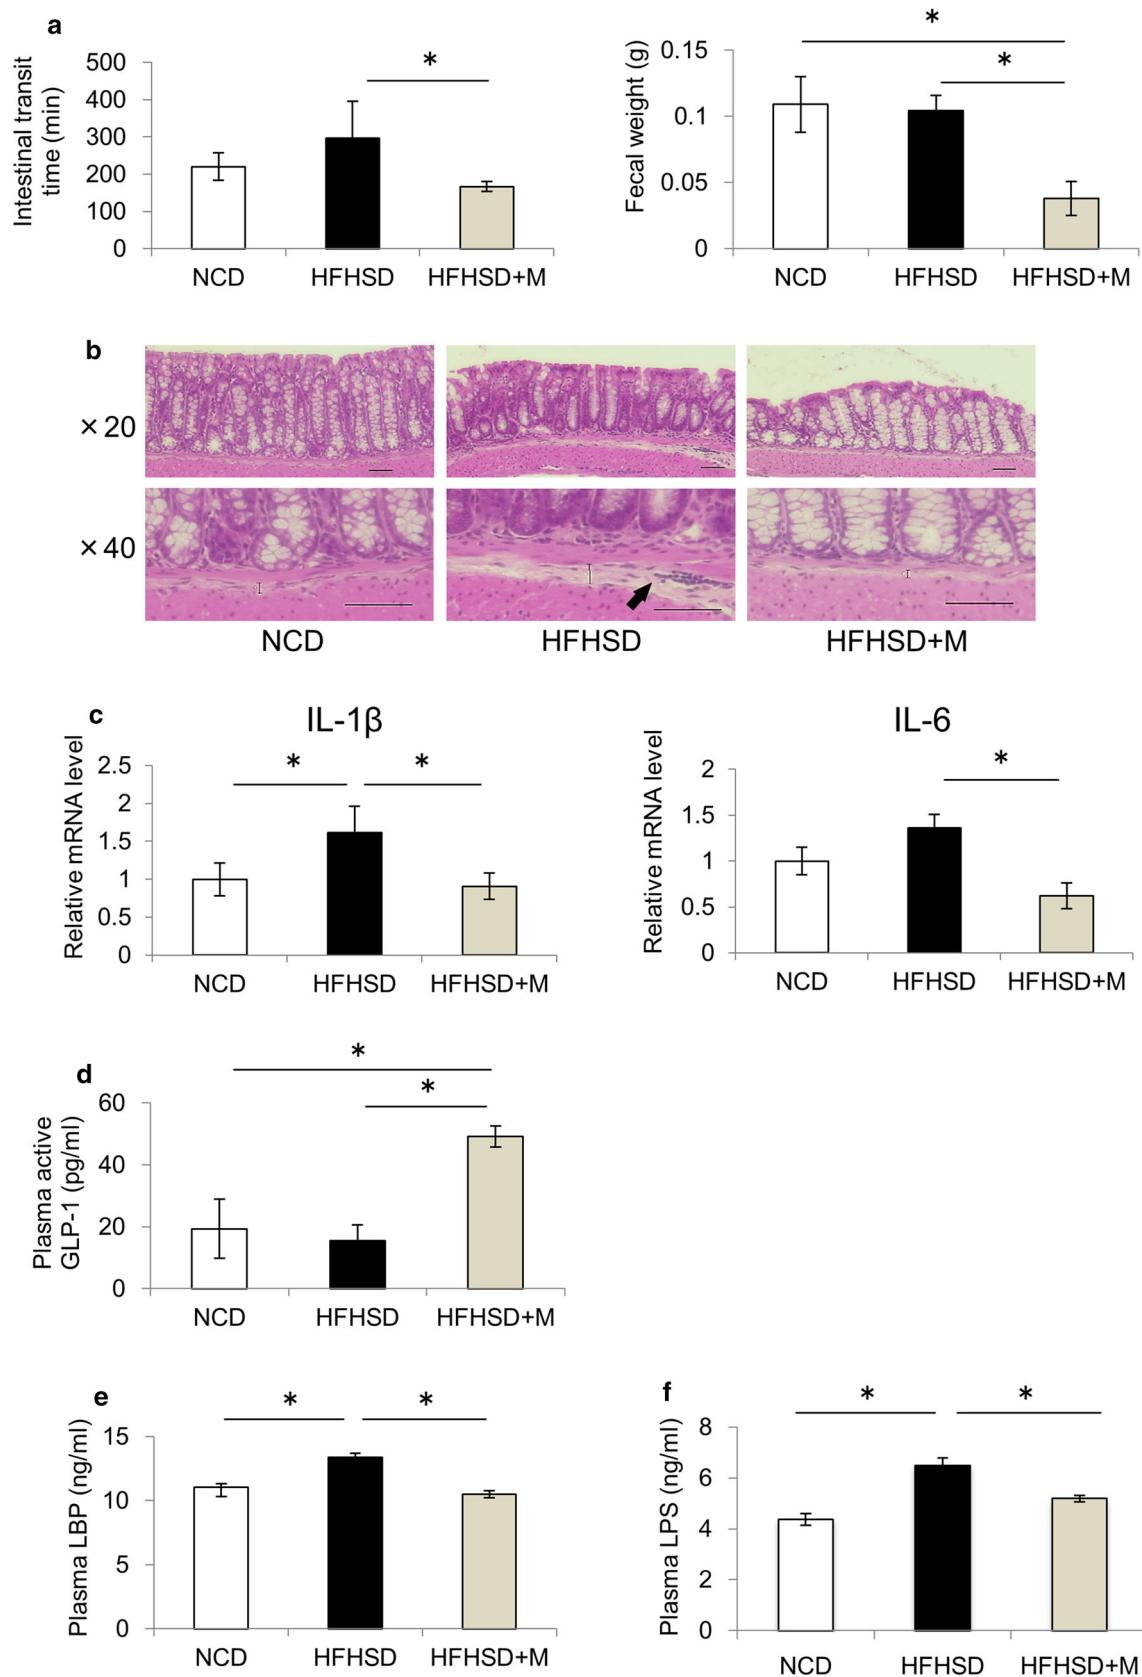 a
*
*
*
Intestinal transit
time (min)
500
400
300
200
100
0
NCD
HFHSD
HFHSD+M
Fecal weight (g)
0.15
0.1
0.05
0
NCD
HFHSD
HFHSD+M
b
×20
×40
NCD
HFHSD
HFHSD+M
c
IL-1β
*
*
Relative mRNA level
2.5
2
1.5
1
0.5
0
NCD
HFHSD
HFHSD+M
IL-6
*
Relative mRNA level
2
1.5
1
0.5
0
NCD
HFHSD
HFHSD+M
d
*
*
Plasma active
GLP-1 (pg/ml)
60
40
20
0
NCD
HFHSD
HFHSD+M
e
*
*
Plasma LBP (ng/ml)
15
10
5
0
NCD
HFHSD
HFHSD+M
f
*
*
Plasma LPS (ng/ml)
8
6
4
2
0
NCD
HFHSD
HFHSD+M